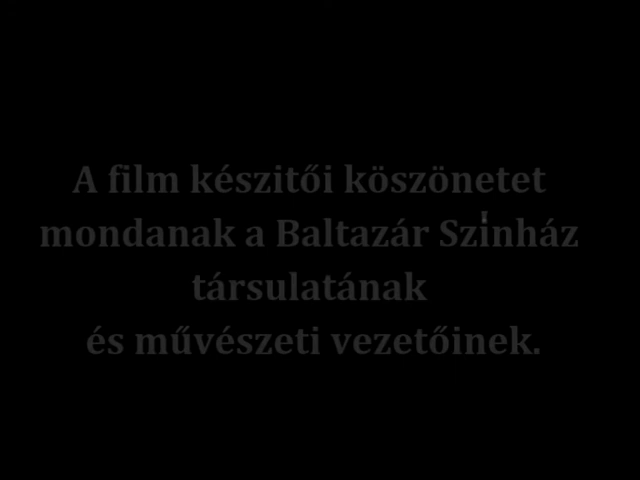 A film készitői köszönetet
mondanak a Baltazár Szinház
társulatának
és művészeti vezetőinek.